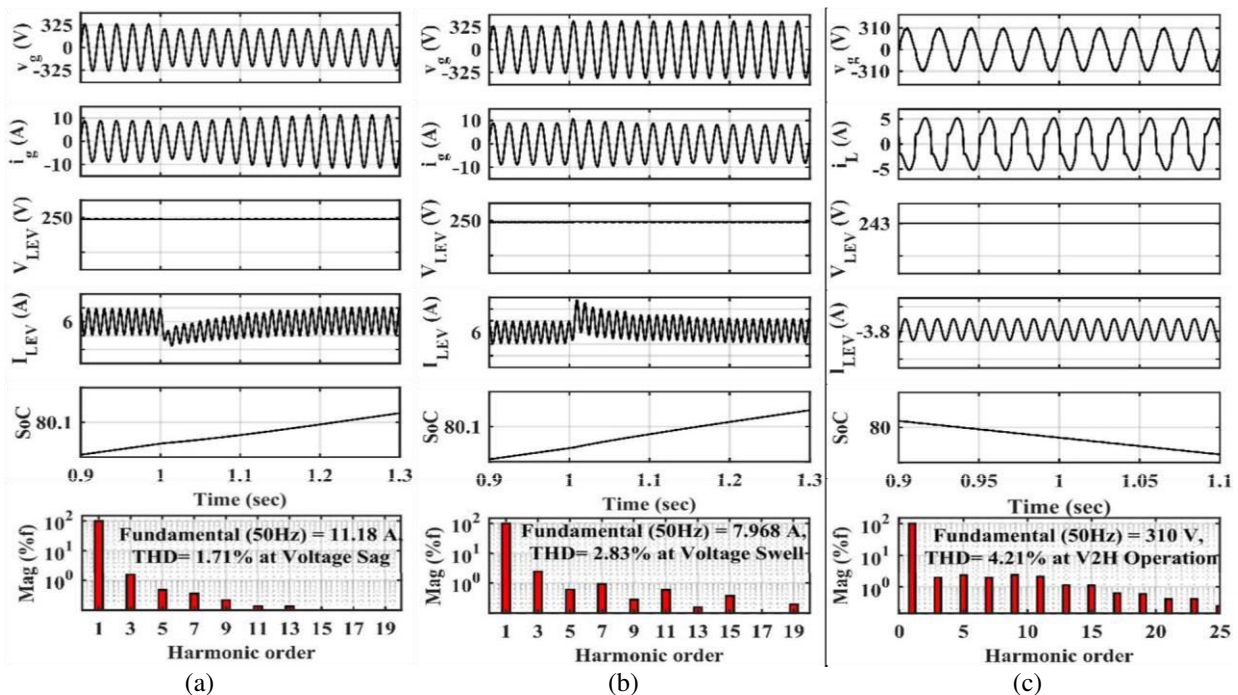 325
0
-325
v_g (V)
10
0
-10
i_g (A)
250
V_LEV (V)
6
I_LEV (A)
80.1
SoC
0.9 1 1.1 1.2 1.3
Time (sec)
10^2
10^1
10^0
Mag (%f)
Fundamental (50Hz) = 11.18 A
THD= 1.71% at Voltage Sag
1 3 5 7 9 11 13 15 17 19
Harmonic order
(a)
325
0
-325
v_g (V)
10
0
-10
i_g (A)
250
V_LEV (V)
6
I_LEV (A)
80.1
SoC
0.9 1 1.1 1.2 1.3
Time (sec)
10^2
10^1
10^0
Mag (%f)
Fundamental (50Hz) = 7.968 A,
THD= 2.83% at Voltage Swell
1 3 5 7 9 11 13 15 17 19
Harmonic order
(b)
310
0
-310
v_g (V)
5
0
-5
i_L (A)
243
V_LEV (V)
-3.8
I_LEV (A)
80
SoC
0.9 0.95 1 1.05 1.1
Time (sec)
10^2
10^1
10^0
Mag (%f)
Fundamental (50Hz) = 310 V,
THD= 4.21% at V2H Operation
0 5 10 15 20 25
Harmonic order
(c)